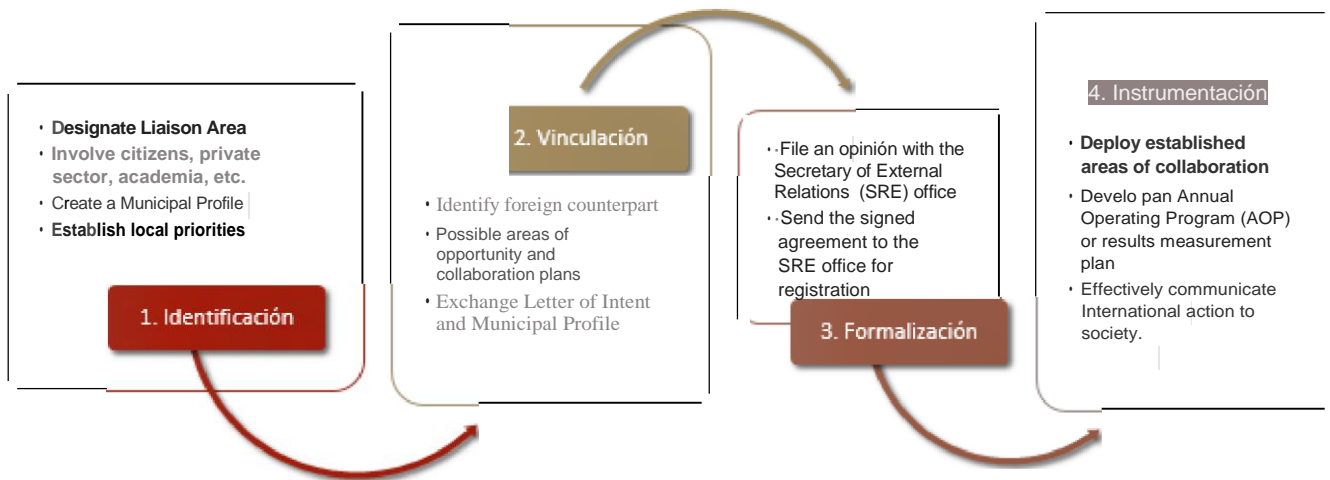 • Designate Liaison Area
• Involve citizens, private
sector, academia, etc.
• Create a Municipal Profile
• Establish local priorities
1. Identificación
2. Vinculación
• Identify foreign counterpart
• Possible areas of
opportunity and
collaboration plans
• Exchange Letter of Intent
and Municipal Profile
• ·File an opinión with the
Secretary of External
Relations (SRE) office
• ·Send the signed
agreement to the
SRE office for
registration
3. Formalización
4. Instrumentación
• Deploy established
areas of collaboration
• Develo pan Annual
Operating Program (AOP)
or results measurement
plan
• Effectively communicate
International action to
society.